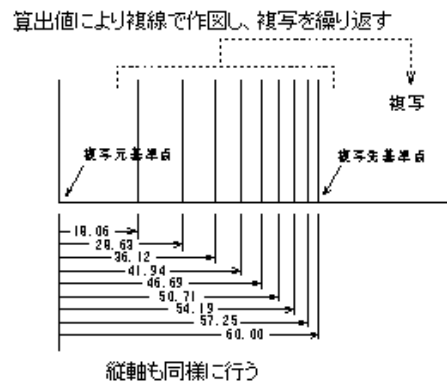 算出値により複線で作図し、複写を繰り返す
複写
複写元基準点
複写先基準点
18.06
28.63
36.12
41.94
46.69
50.71
54.19
57.25
60.00
縦軸も同様に行う